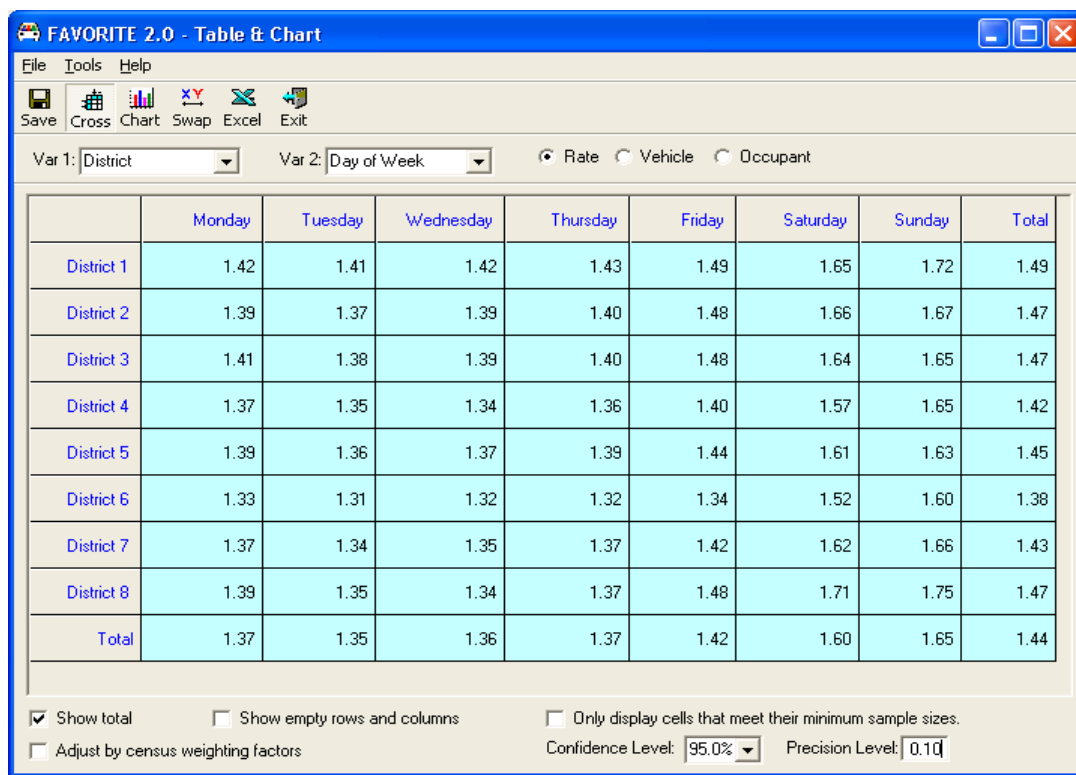 FAVORITE 2.0 - Table & Chart
File Tools Help
Save Cross Chart Swap Excel Exit
Var 1: District Var 2: Day of Week Rate Vehicle Occupant
Monday Tuesday Wednesday Thursday Friday Saturday Sunday Total
District 1 1.42 1.41 1.42 1.43 1.49 1.65 1.72 1.49
District 2 1.39 1.37 1.39 1.40 1.48 1.66 1.67 1.47
District 3 1.41 1.38 1.39 1.40 1.48 1.64 1.65 1.47
District 4 1.37 1.35 1.34 1.36 1.40 1.57 1.65 1.42
District 5 1.39 1.36 1.37 1.39 1.44 1.61 1.63 1.45
District 6 1.33 1.31 1.32 1.32 1.34 1.52 1.60 1.38
District 7 1.37 1.34 1.35 1.37 1.42 1.62 1.66 1.43
District 8 1.39 1.35 1.34 1.37 1.48 1.71 1.75 1.47
Total 1.37 1.35 1.36 1.37 1.42 1.60 1.65 1.44
Show total Show empty rows and columns Only display cells that meet their minimum sample sizes.
Adjust by census weighting factors Confidence Level: 95.0% Precision Level: 0.10